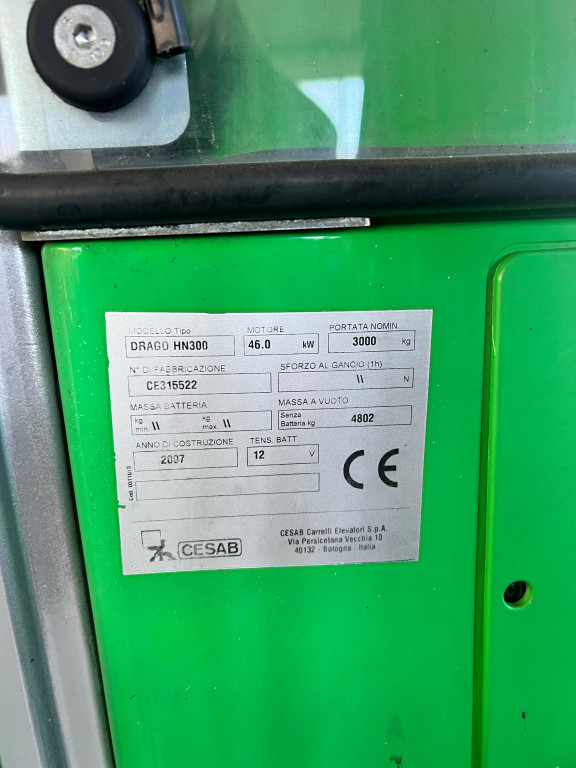 MODELLO Tipo MOTORE PORTATA NOMIN.
DRAGO HN300 46.0 kW 3000 kg
N° DI FABBRICAZIONE SFORZO AL GANCIO (1h)
CE315522 \\ N
MASSA BATTERIA MASSA A VUOTO
kg min. \\ kg max. \\ Senza Batteria kg 4802
ANNO DI COSTRUZIONE TENS. BATT.
2007 12 V
CE
CESAB
CESAB Carrelli Elevatori S.p.A.
Via Persicetana Vecchia 10
40132 - Bologna - Italia